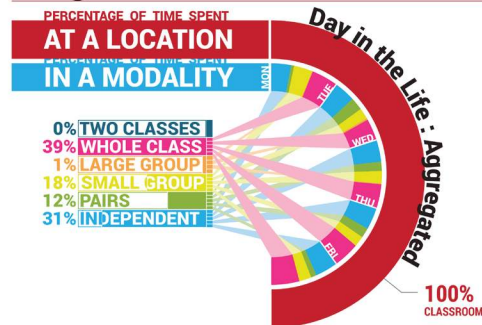 PERCENTAGE OF TIME SPENT
AT A LOCATION
PERCENTAGE OF TIME SPENT
IN A MODALITY
Day in the Life : Aggregated
MON
TUE
WED
THU
FRI
0% TWO CLASSES
39% WHOLE CLASS
1% LARGE GROUP
18% SMALL GROUP
12% PAIRS
31% INDEPENDENT
100%
CLASSROOM